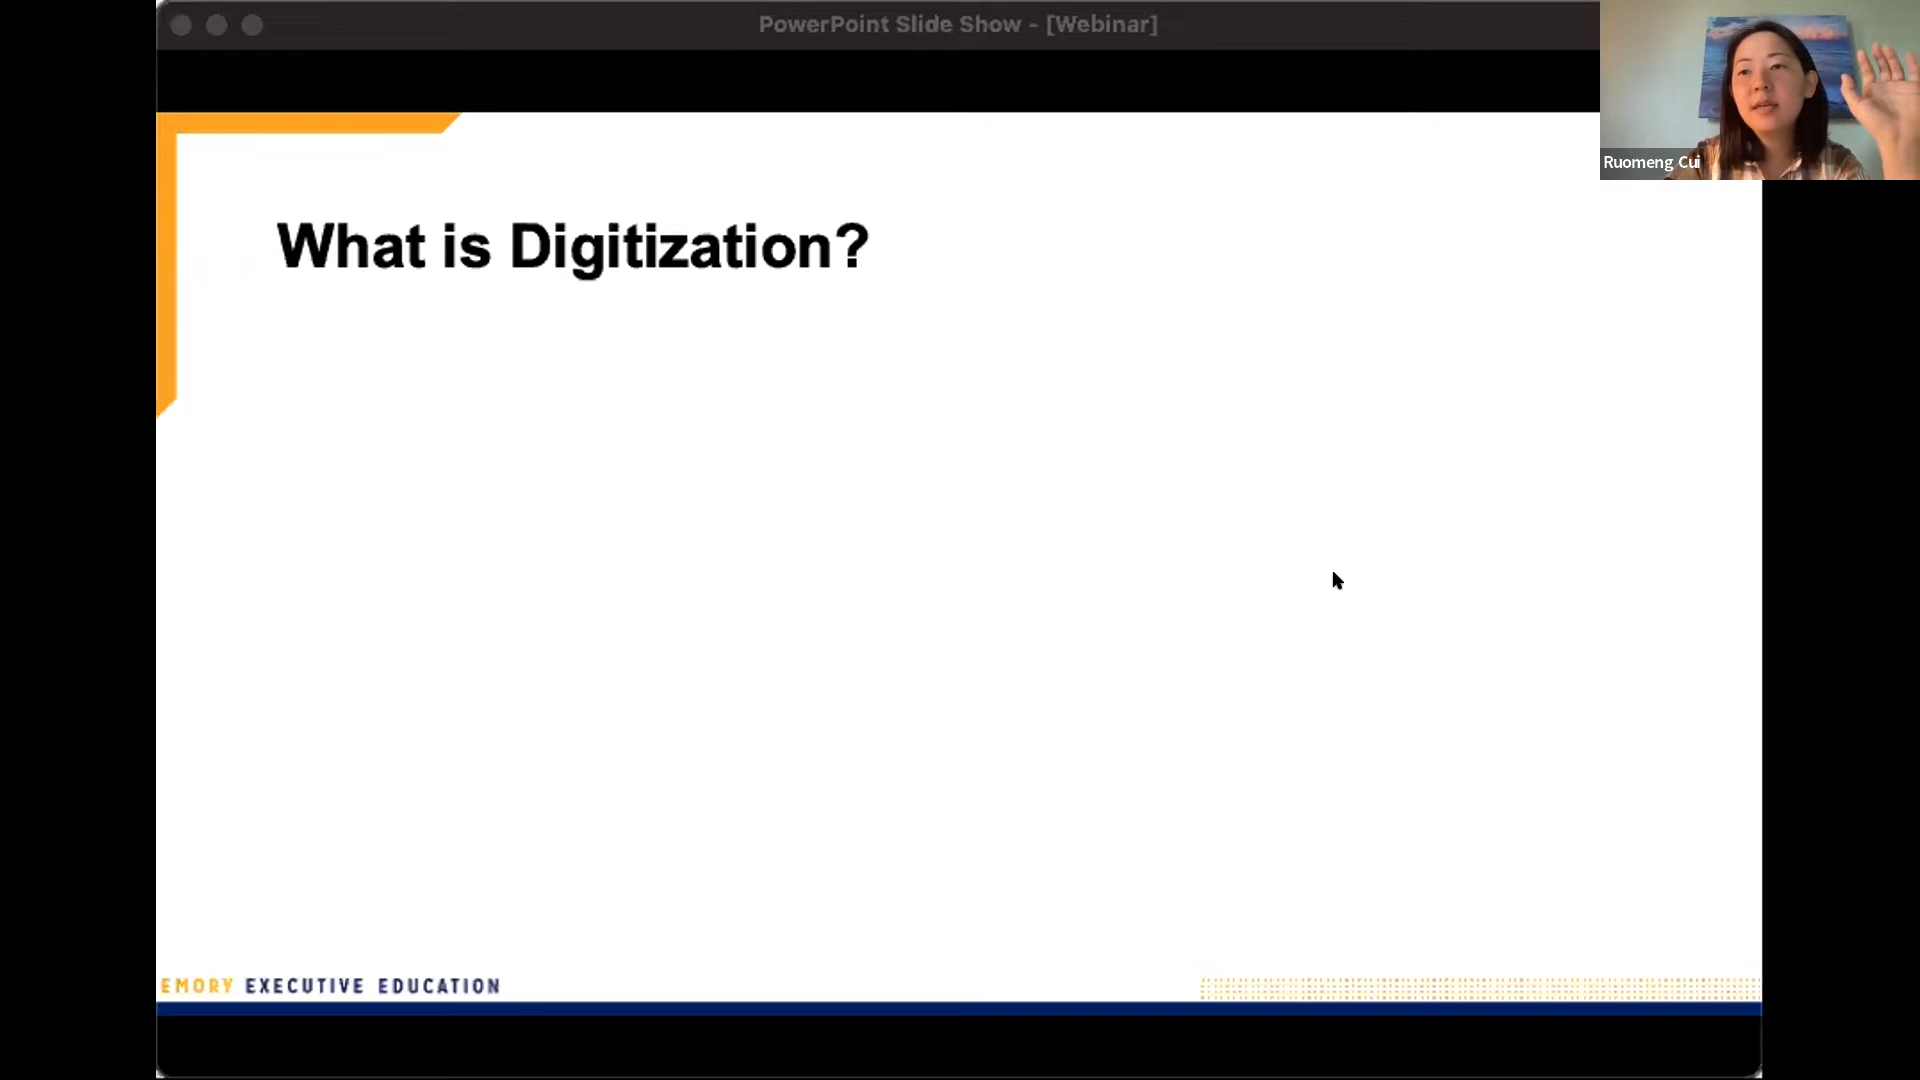 PowerPoint Slide Show - [Webinar]
Ruomeng Cui
What is Digitization?
EMORY EXECUTIVE EDUCATION